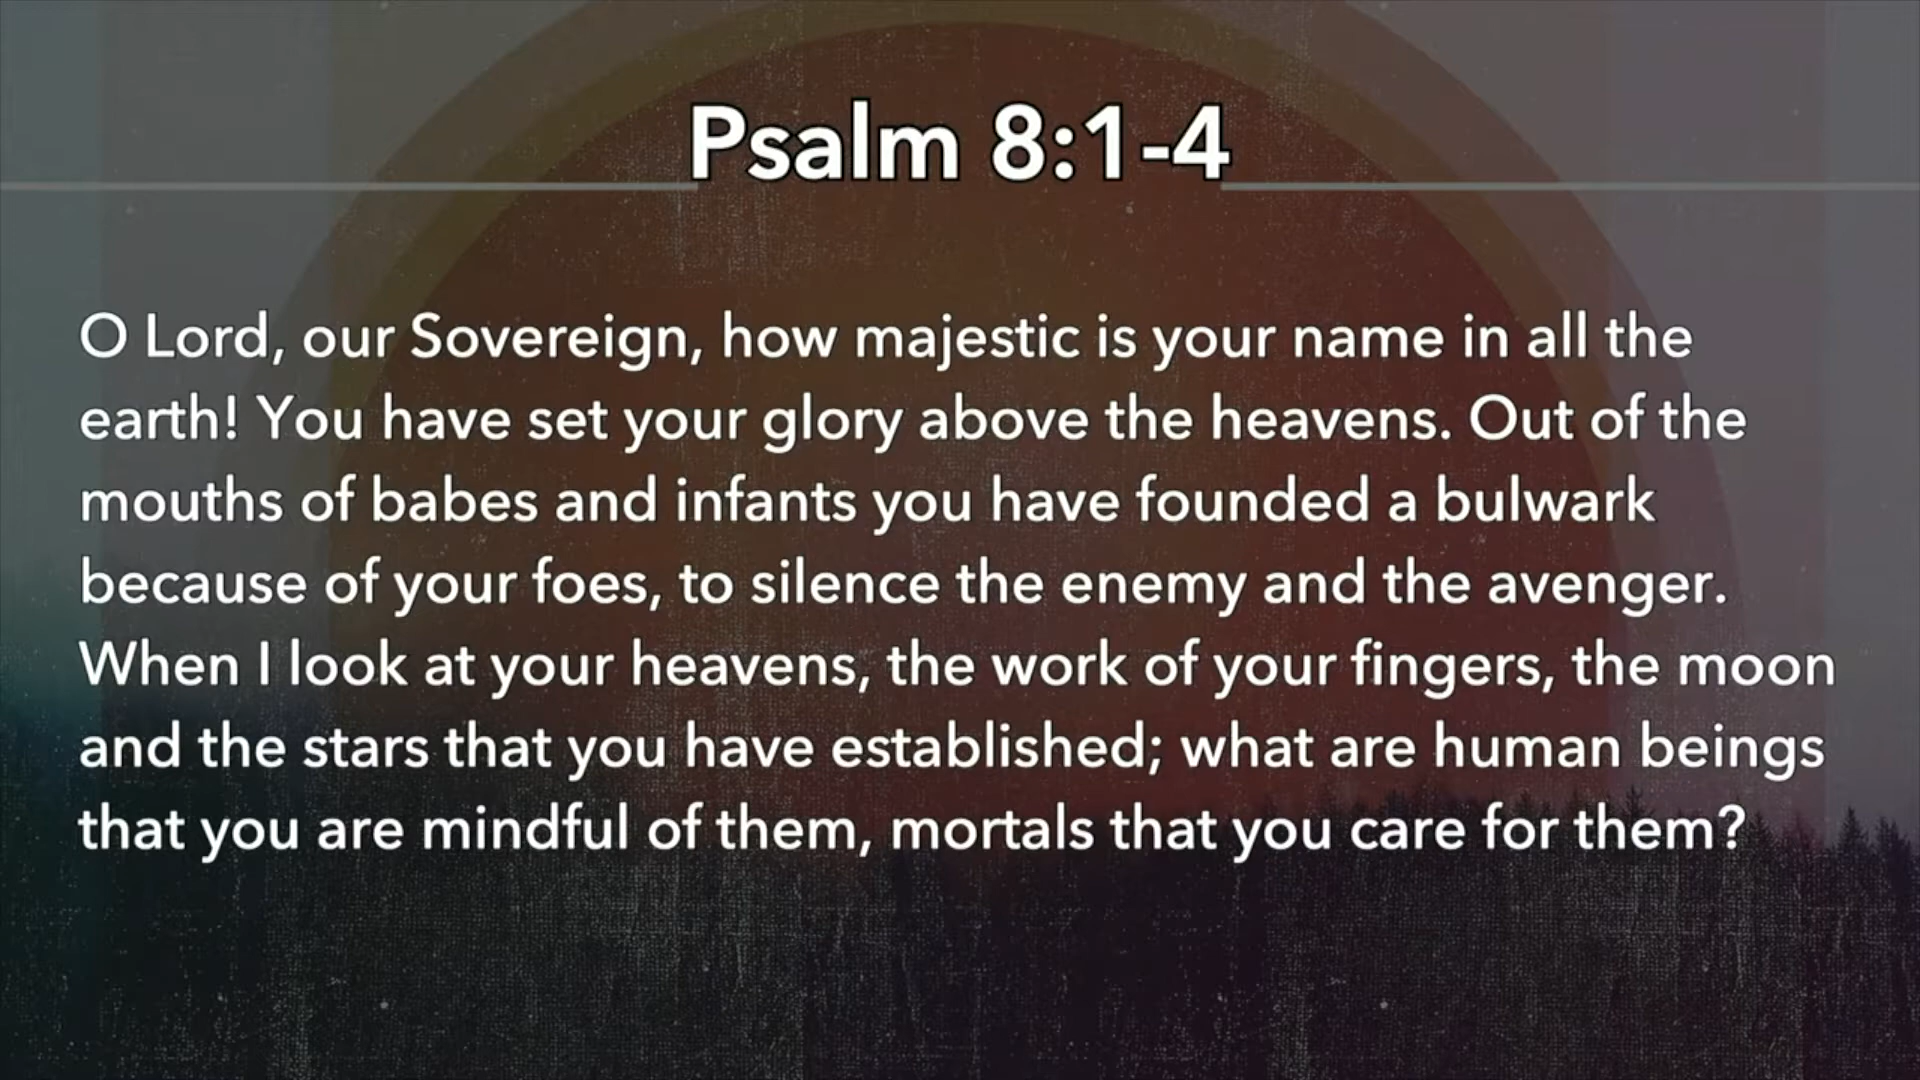 Psalm 8:1-4
O Lord, our Sovereign, how majestic is your name in all the
earth! You have set your glory above the heavens. Out of the
mouths of babes and infants you have founded a bulwark
because of your foes, to silence the enemy and the avenger.
When I look at your heavens, the work of your fingers, the moon
and the stars that you have established; what are human beings
that you are mindful of them, mortals that you care for them?